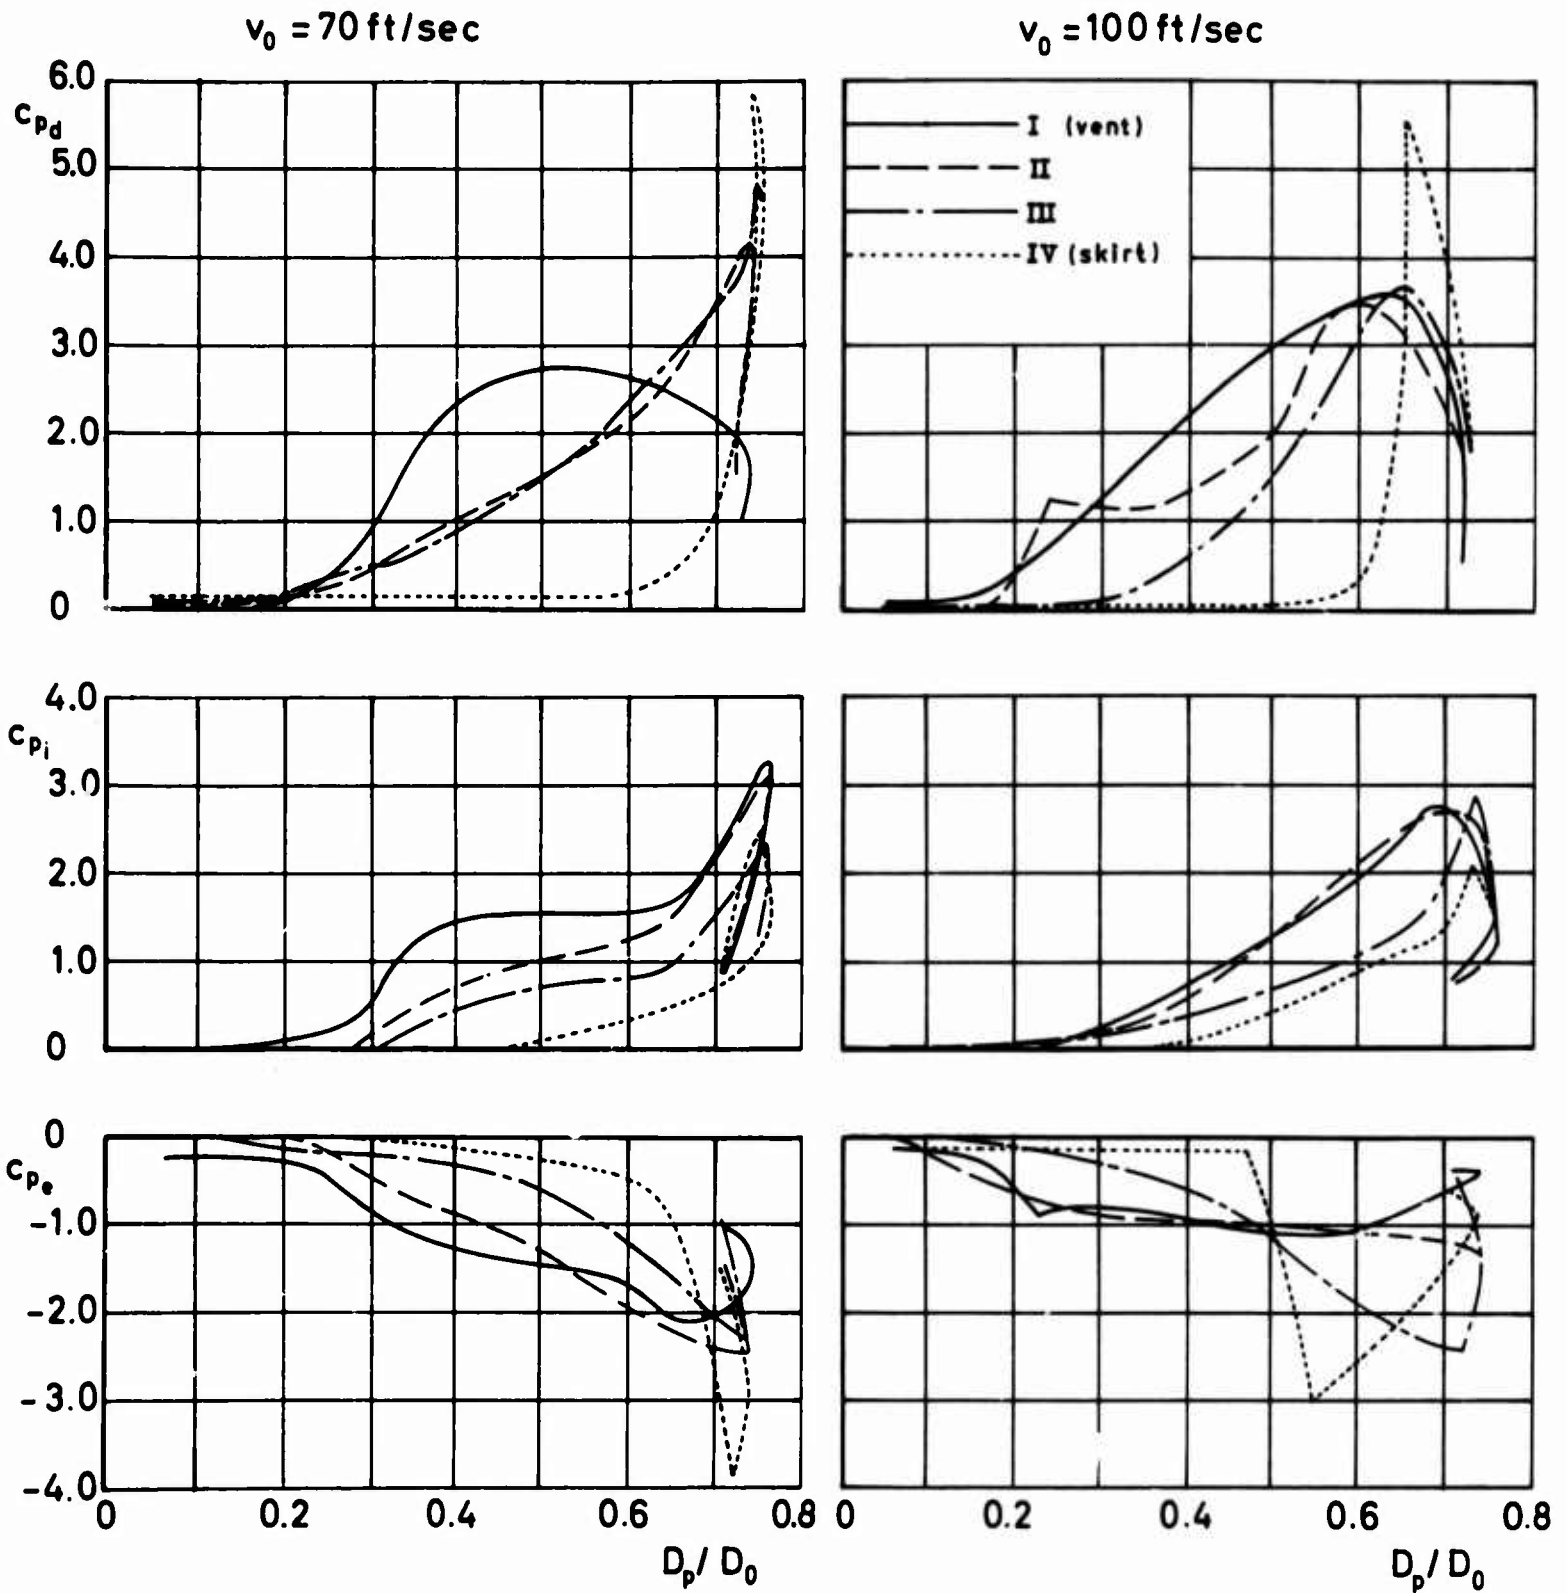 v₀ = 70 ft/sec
v₀ = 100 ft/sec
6.0
c_pd
5.0
4.0
3.0
2.0
1.0
0
I (vent)
II
III
IV (skirt)
4.0
c_pi
3.0
2.0
1.0
0
0
c_pe
-1.0
-2.0
-3.0
-4.0
0 0.2 0.4 0.6 0.8
0 0.2 0.4 0.6 0.8
D_p / D₀
D_p / D₀